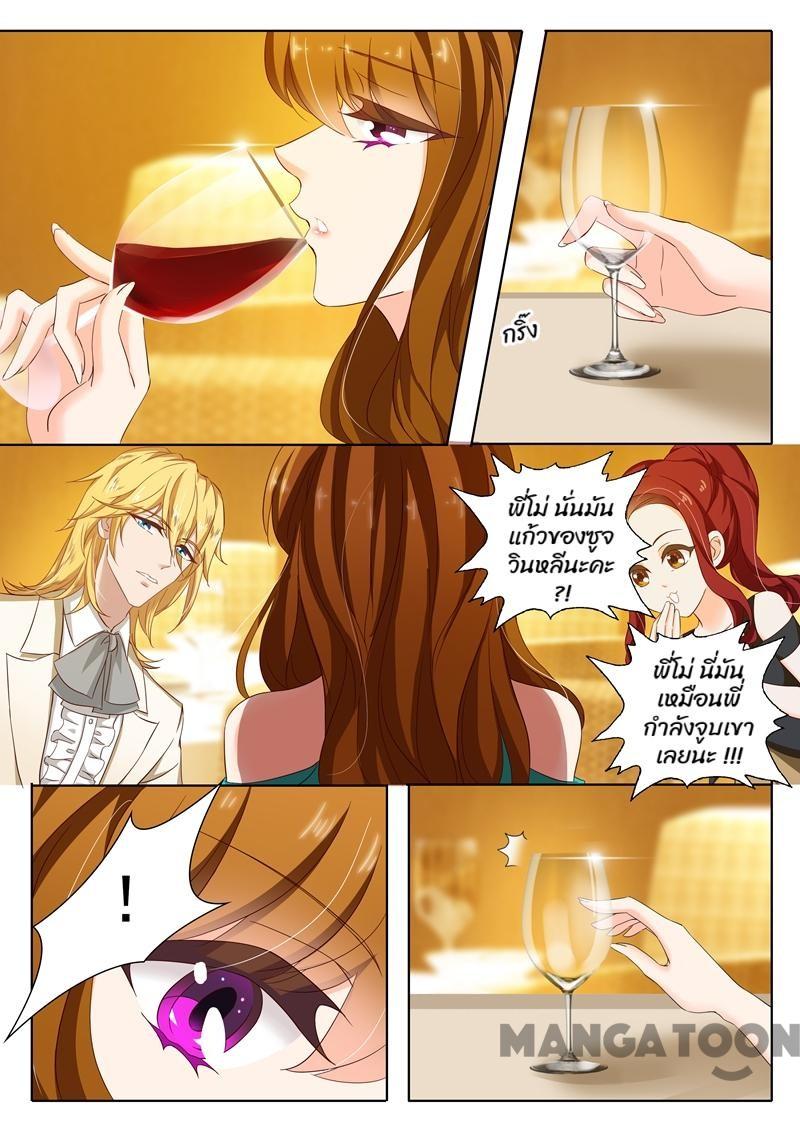 กริ๊ง
พี่โม่ นั่นมัน
แก้วของซูจ
วินหลีนะคะ
?!
พี่โม่ นี่มัน
เหมือนพี่
กำลังจูบเขา
เลยนะ !!!
!
MANGATOON